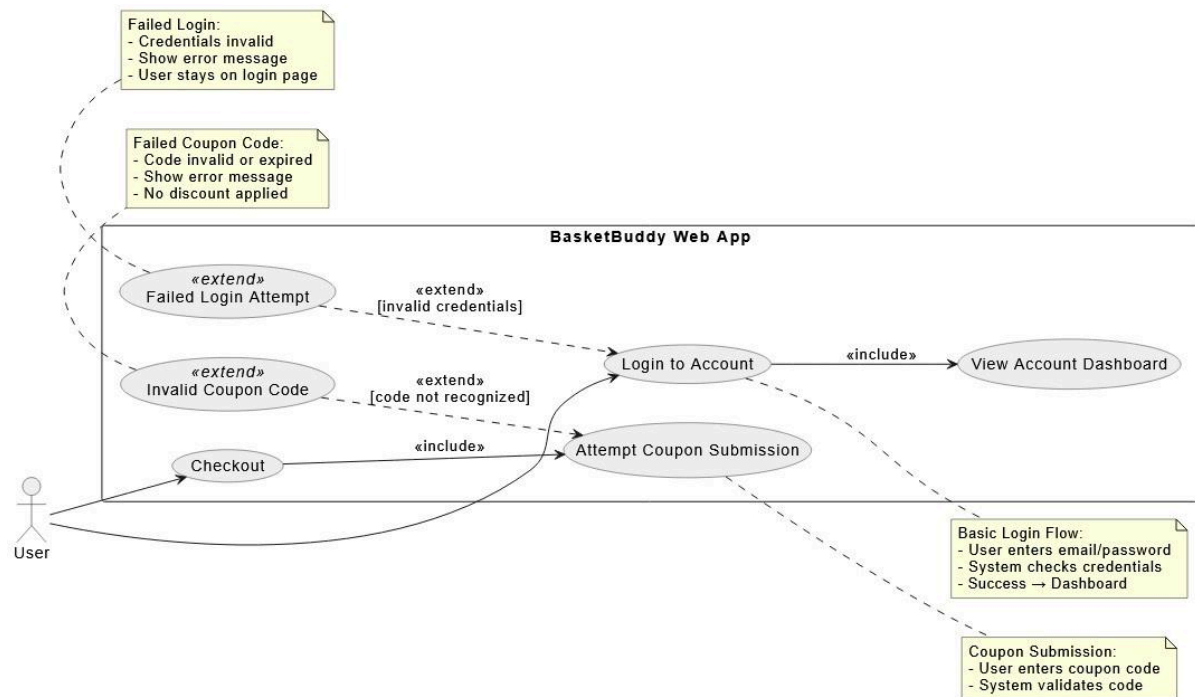 Failed Login:
- Credentials invalid
- Show error message
- User stays on login page
Failed Coupon Code:
- Code invalid or expired
- Show error message
- No discount applied
BasketBuddy Web App
«extend»
Failed Login Attempt
«extend»
[invalid credentials]
Login to Account
«include»
View Account Dashboard
«extend»
Invalid Coupon Code
«extend»
[code not recognized]
Checkout
«include»
Attempt Coupon Submission
User
Basic Login Flow:
- User enters email/password
- System checks credentials
- Success → Dashboard
Coupon Submission:
- User enters coupon code
- System validates code